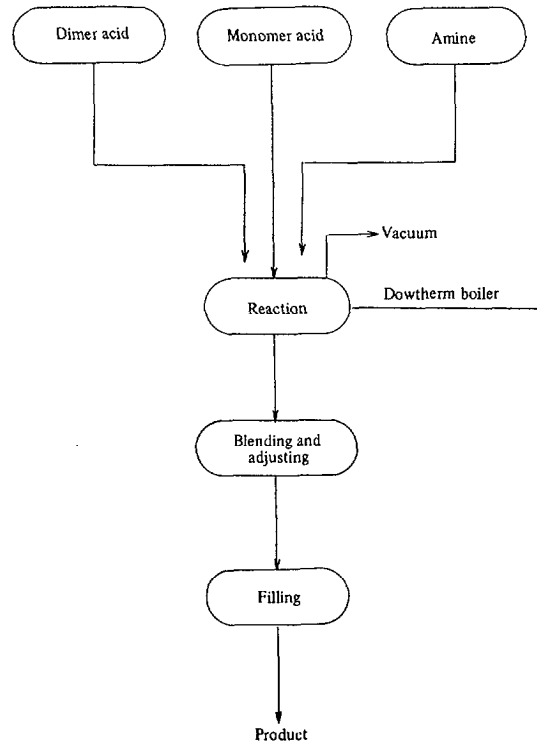 Dimer acid
Monomer acid
Amine
Vacuum
Dowtherm boiler
Reaction
Blending and
adjusting
Filling
Product